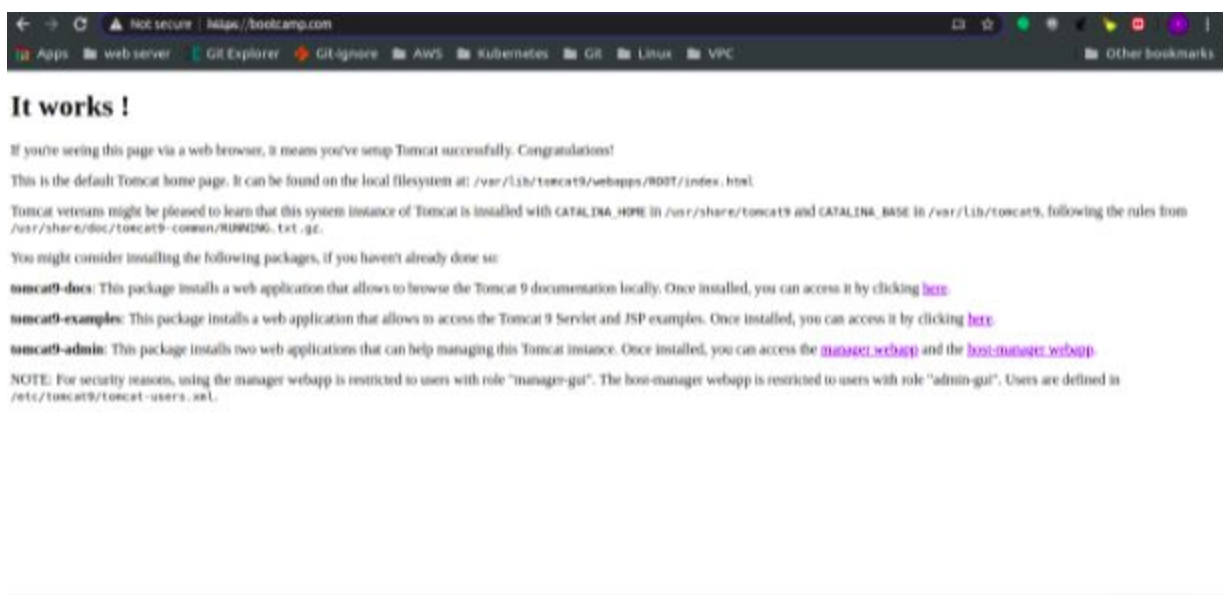 Not secure | https://bootcamp.com
Apps web server Git Explorer Git-ignore AWS Kubernetes Git Linux VPC Other bookmarks
It works !
If you're seeing this page via a web browser, it means you've setup Tomcat successfully. Congratulations!
This is the default Tomcat home page. It can be found on the local filesystem at: /var/lib/tomcat9/webapps/ROOT/index.html
Tomcat veterans might be pleased to learn that this system instance of Tomcat is installed with CATALINA_HOME in /usr/share/tomcat9 and CATALINA_BASE in /var/lib/tomcat9, following the rules from
/usr/share/doc/tomcat9-common/RUNNING.txt.gz.
You might consider installing the following packages, if you haven't already done so:
tomcat9-docs: This package installs a web application that allows to browse the Tomcat 9 documentation locally. Once installed, you can access it by clicking here.
tomcat9-examples: This package installs a web application that allows to access the Tomcat 9 Servlet and JSP examples. Once installed, you can access it by clicking here.
tomcat9-admin: This package installs two web applications that can help managing this Tomcat instance. Once installed, you can access the manager webapp and the host-manager webapp.
NOTE: For security reasons, using the manager webapp is restricted to users with role "manager-gui". The host-manager webapp is restricted to users with role "admin-gui". Users are defined in
/etc/tomcat9/tomcat-users.xml.